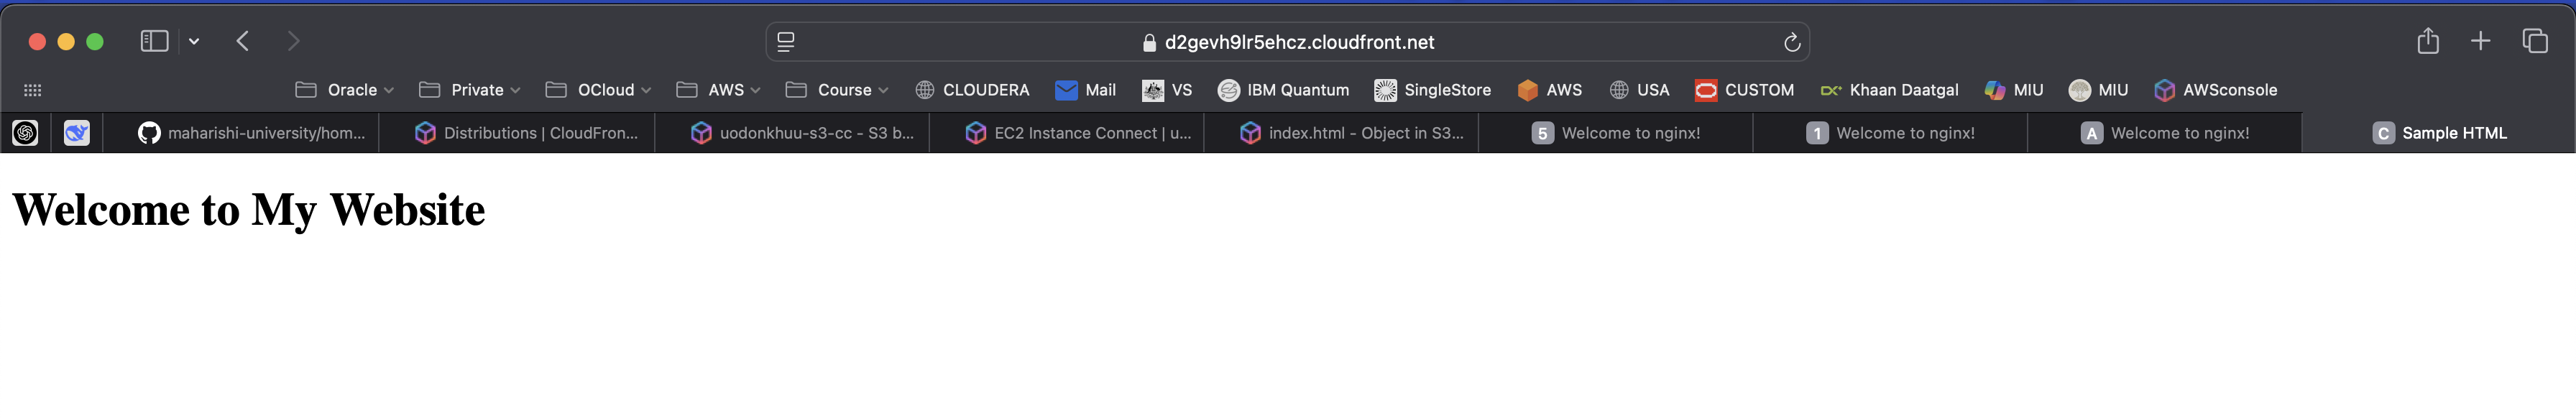 d2gevh9lr5ehcz.cloudfront.net
Oracle Private OCloud AWS Course CLOUDERA Mail VS IBM Quantum SingleStore AWS USA CUSTOM Khaan Daatgal MIU MIU AWSconsole
maharishi-university/hom... Distributions | CloudFron... uodonkhuu-s3-cc - S3 b... EC2 Instance Connect | u... index.html - Object in S3... 5 Welcome to nginx! 1 Welcome to nginx! A Welcome to nginx! C Sample HTML
Welcome to My Website